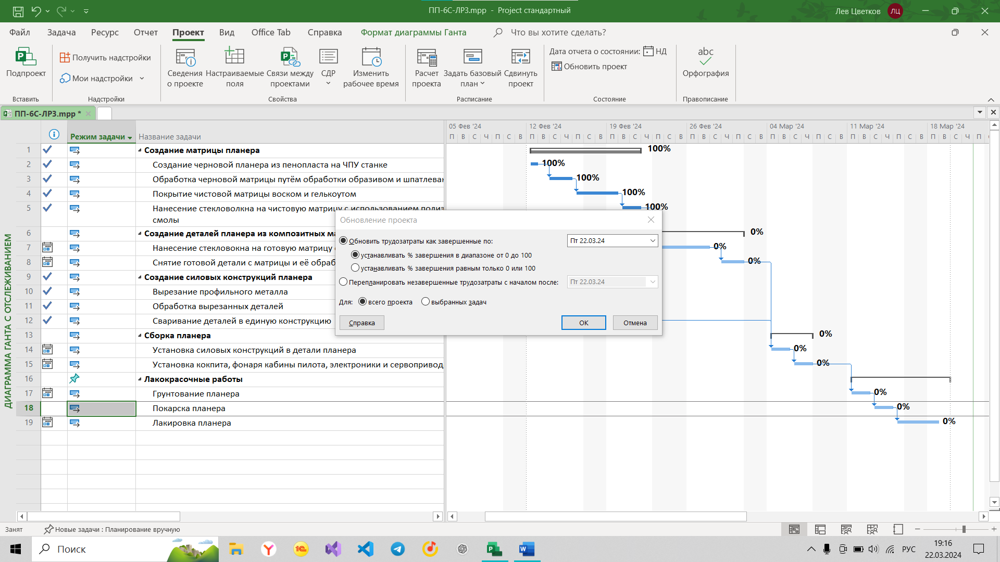 ПП-6С-ЛР3.mpp - Project стандартный
Лев Цветков ЛЦ
Файл Задача Ресурс Отчет Проект Вид Office Tab Справка Формат диаграммы Ганта Что вы хотите сделать?
Подпроект
Вставить
Получить надстройки
Мои надстройки
Надстройки
Сведения о проекте
Настраиваемые поля
Связи между проектами
СДР
Изменить рабочее время
Свойства
Расчет проекта
Задать базовый план
Сдвинуть проект
Расписание
Дата отчета о состоянии: НД
Обновить проект
Состояние
abc
Орфография
Правописание
ПП-6С-ЛР3.mpp *
ДИАГРАММА ГАНТА С ОТСЛЕЖИВАНИЕМ
Режим задачи Название задачи
05 Фев '24 12 Фев '24 19 Фев '24 26 Фев '24 04 Мар '24 11 Мар '24 18 Мар '24
П В С Ч П С В П В С Ч П С В П В С Ч П С В П В С Ч П С В П В С Ч П С В П В С Ч П С В П В С Ч П
1 Создание матрицы планера 100%
2 Создание черновой планера из пенопласта на ЧПУ станке 100%
3 Обработка черновой матрицы путём обработки образивом и шпатлеван 100%
4 Покрытие чистовой матрицы воском и гелькоутом 100%
5 Нанесение стекловолкна на чистовую матрицу с использованием полиэ 100%
смолы
6 Создание деталей планера из композитных ма 0%
7 Нанесение стекловокна на готовую матрицу 0%
8 Снятие готовой детали с матрицы и её обраб 0%
9 Создание силовых конструкций планера
10 Вырезание профильного металла
11 Обработка вырезанных деталей
12 Сваривание деталей в единую конструкцию
13 Сборка планера 0%
14 Установка силовых конструкций в детали планера 0%
15 Установка кокпита, фонаря кабины пилота, электроники и сервопривод 0%
16 Лакокрасочные работы
17 Грунтование планера 0%
18 Покарска планера 0%
19 Лакировка планера 0%
Обновление проекта
Обновить трудозатраты как завершенные по: Пт 22.03.24
устанавливать % завершения в диапазоне от 0 до 100
устанавливать % завершения равным только 0 или 100
Перепланировать незавершенные трудозатраты с началом после: Пт 22.03.24
Для: всего проекта выбранных задач
Справка ОК Отмена
Занят Новые задачи : Планирование вручную
Поиск
РУС
19:16
22.03.2024